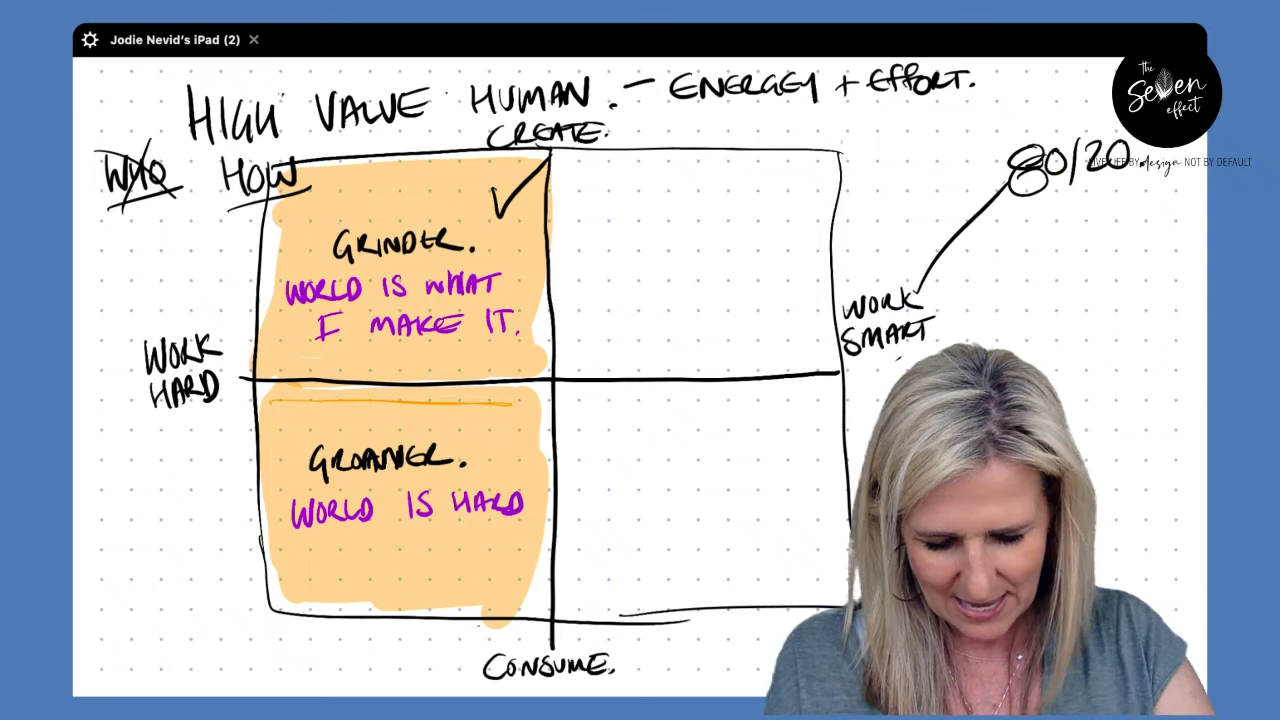 Jodie Nevid's iPad (2)
HIGH VALUE HUMAN. - ENERGEY + EFFORT.
the
Seven
effect
LIVE LIFE BY design NOT BY DEFAULT
CREATE.
WHO HOW
80/20
GRINDER.
WORLD IS WHAT
I MAKE IT.
WORK
SMART
WORK
HARD
GROANER.
WORLD IS HARD
CONSUME.